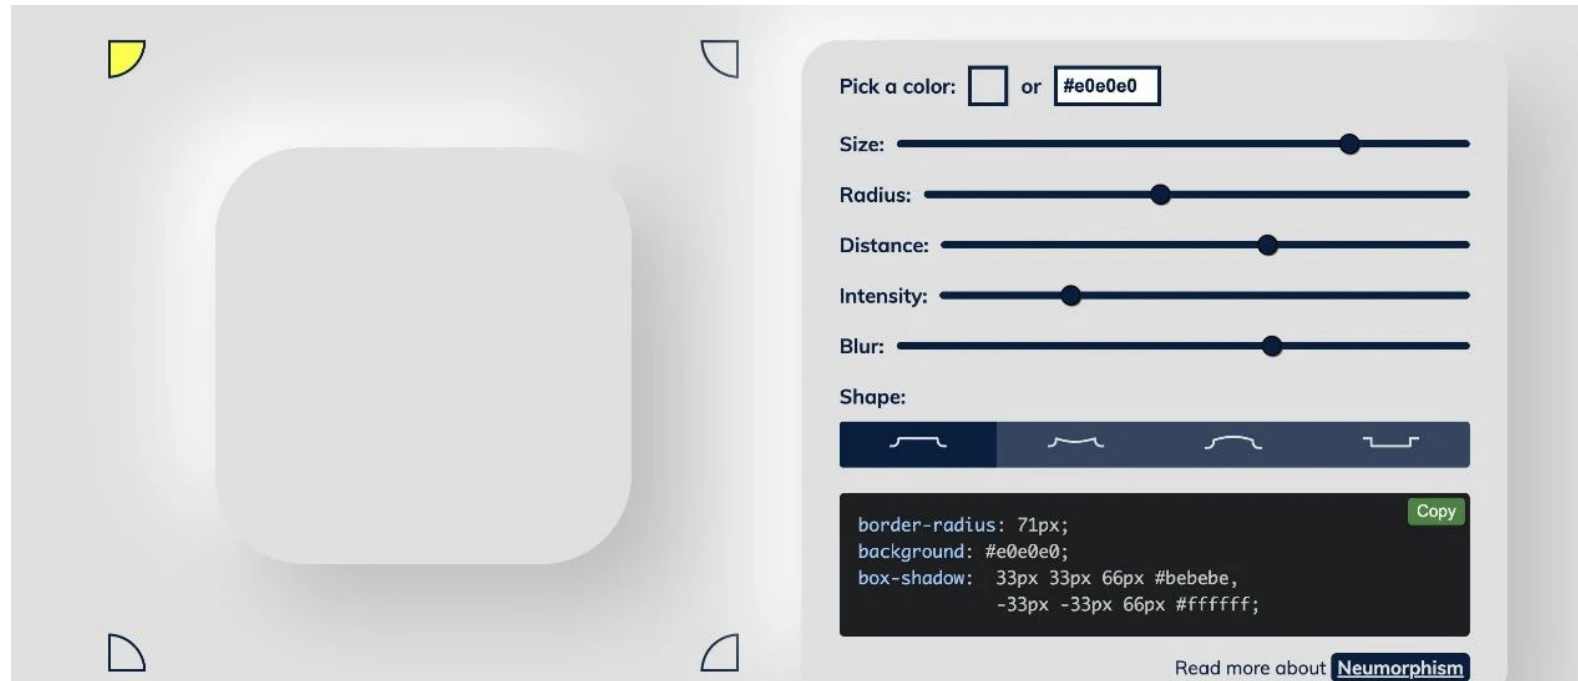 Pick a color: or #e0e0e0
Size:
Radius:
Distance:
Intensity:
Blur:
Shape:
Copy
border-radius: 71px;
background: #e0e0e0;
box-shadow: 33px 33px 66px #bebebe,
-33px -33px 66px #ffffff;
Read more about Neumorphism